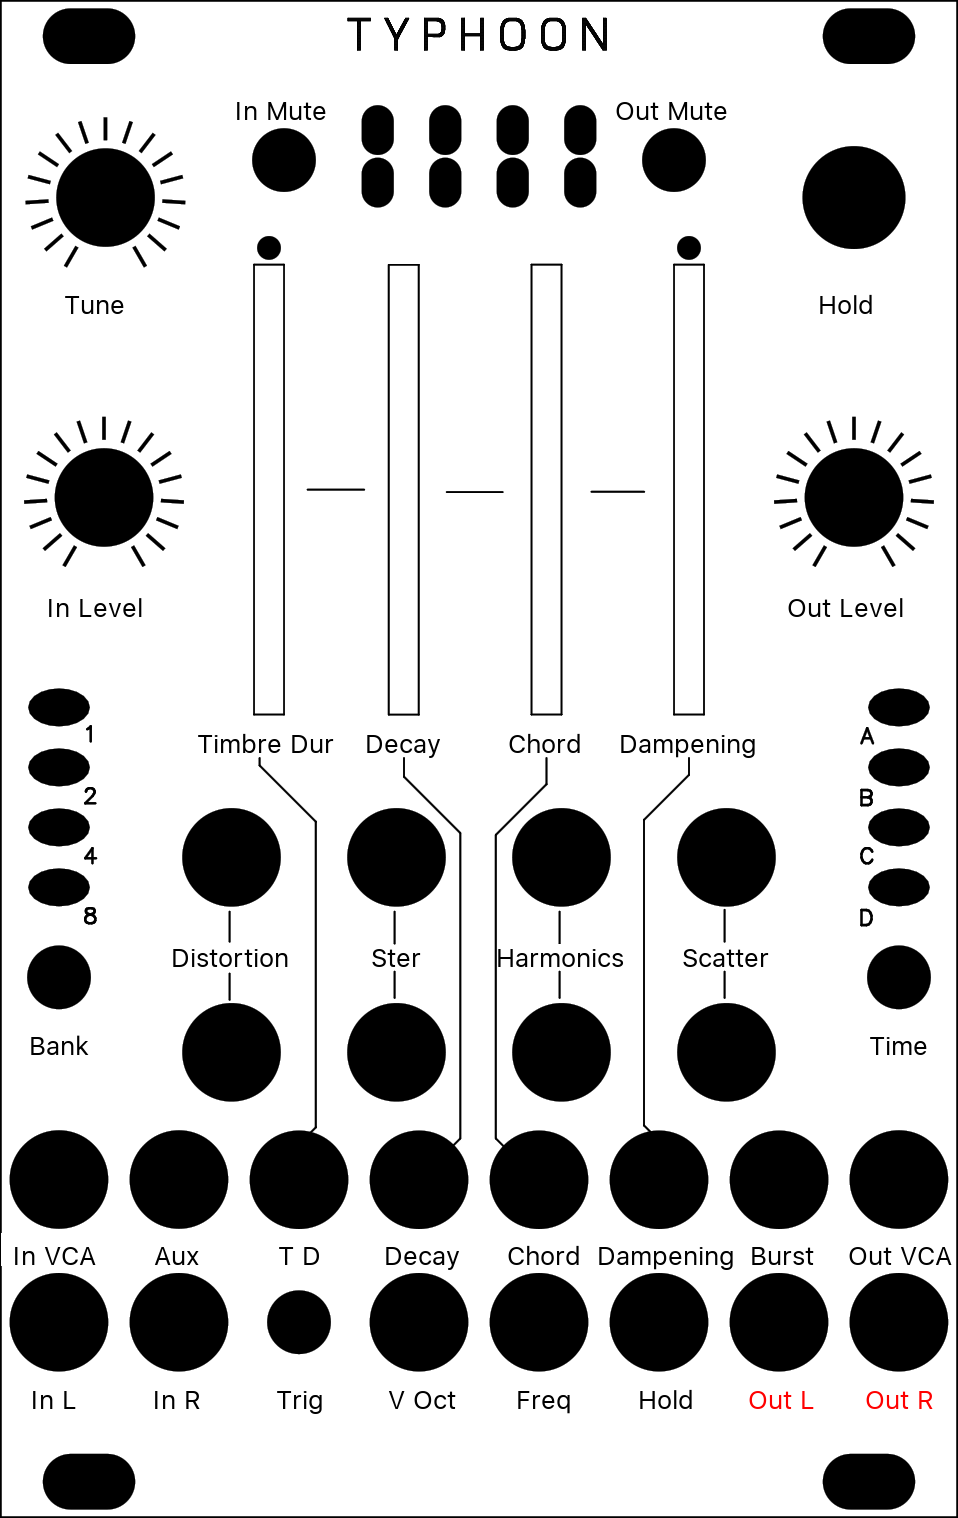 TYPHOON
In Mute
Out Mute
Tune
Hold
In Level
Out Level
1
2
4
8
A
B
C
D
Timbre Dur
Decay
Chord
Dampening
Distortion
Ster
Harmonics
Scatter
Bank
Time
In VCA
Aux
T D
Decay
Chord
Dampening
Burst
Out VCA
In L
In R
Trig
V Oct
Freq
Hold
Out L
Out R